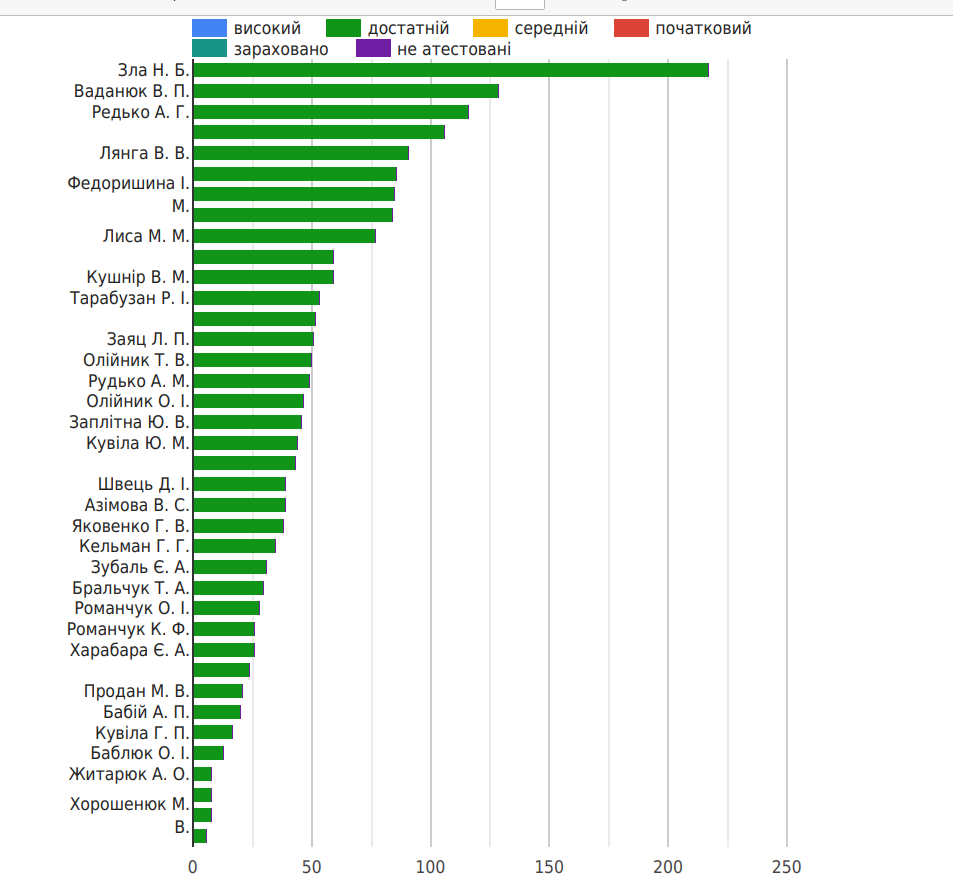 високий достатній середній початковий
зараховано не атестовані
Зла Н. Б.
Ваданюк В. П.
Редько А. Г.
Лянга В. В.
Федоришина І.
М.
Лиса М. М.
Кушнір В. М.
Тарабузан Р. І.
Заяц Л. П.
Олійник Т. В.
Рудько А. М.
Олійник О. І.
Заплітна Ю. В.
Кувіла Ю. М.
Швець Д. І.
Азімова В. С.
Яковенко Г. В.
Кельман Г. Г.
Зубаль Є. А.
Бральчук Т. А.
Романчук О. І.
Романчук К. Ф.
Харабара Є. А.
Продан М. В.
Бабій А. П.
Кувіла Г. П.
Баблюк О. І.
Житарюк А. О.
Хорошенюк М.
В.
0 50 100 150 200 250